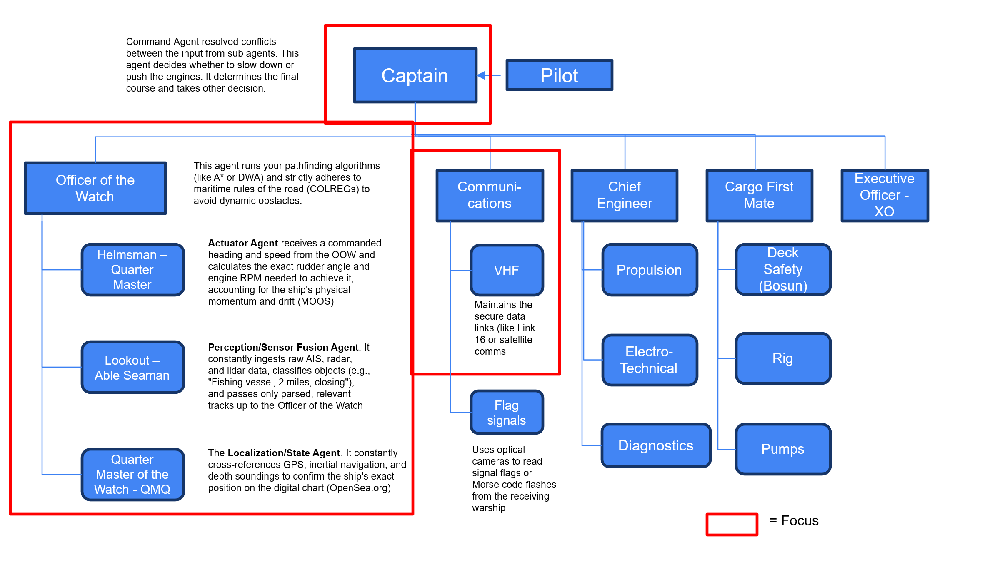 Command Agent resolved conflicts
between the input from sub agents. This
agent decides whether to slow down or
push the engines. It determines the final
course and takes other decision.
Captain
Pilot
Officer of the
Watch
This agent runs your pathfinding algorithms
(like A* or DWA) and strictly adheres to
maritime rules of the road (COLREGs) to
avoid dynamic obstacles.
Helmsman –
Quarter
Master
Actuator Agent receives a commanded
heading and speed from the OOW and
calculates the exact rudder angle and
engine RPM needed to achieve it,
accounting for the ship's physical
momentum and drift (MOOS)
Lookout –
Able Seaman
Perception/Sensor Fusion Agent. It
constantly ingests raw AIS, radar,
and lidar data, classifies objects (e.g.,
"Fishing vessel, 2 miles, closing"),
and passes only parsed, relevant
tracks up to the Officer of the Watch
Quarter
Master of the
Watch - QMQ
The Localization/State Agent. It constantly
cross-references GPS, inertial navigation, and
depth soundings to confirm the ship's exact
position on the digital chart (OpenSea.org)
Communi-
cations
VHF
Maintains the
secure data
links (like Link
16 or satellite
comms
Flag
signals
Uses optical
cameras to read
signal flags or
Morse code flashes
from the receiving
warship
Chief
Engineer
Propulsion
Electro-
Technical
Diagnostics
Cargo First
Mate
Deck
Safety
(Bosun)
Rig
Pumps
Executive
Officer -
XO
= Focus